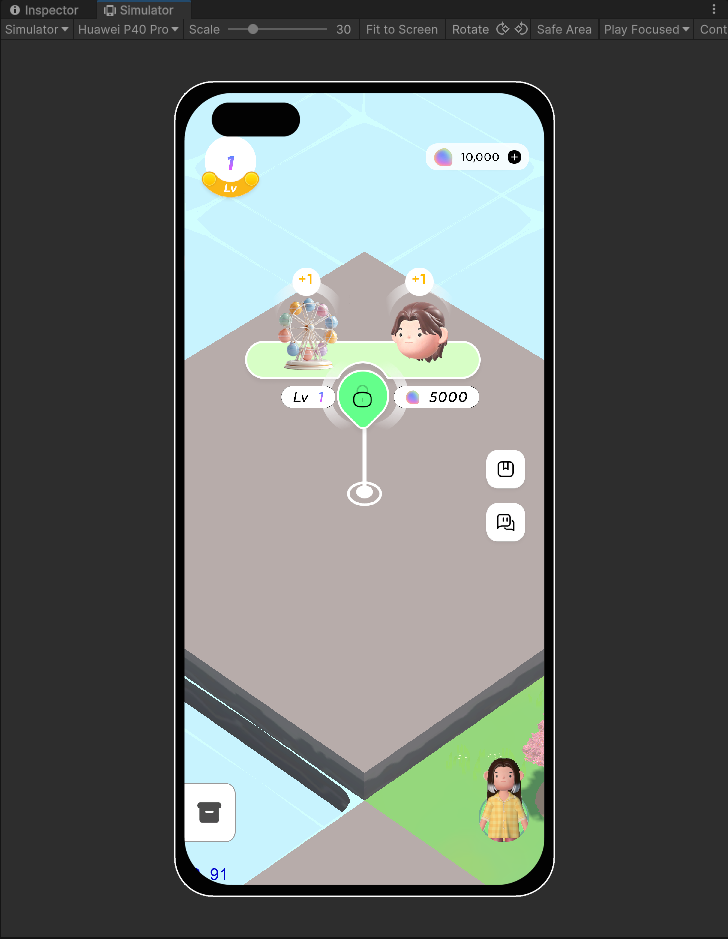 Inspector
Simulator
Simulator Huawei P40 Pro Scale 30 Fit to Screen Rotate Safe Area Play Focused Cont
1
Lv
10,000
+1
+1
Lv 1
5000
91